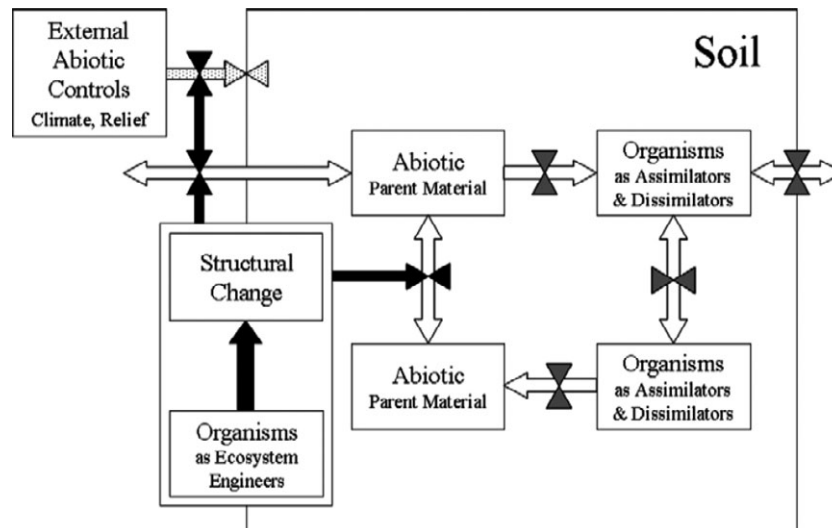 External
Abiotic
Controls
Climate, Relief
Soil
Abiotic
Parent Material
Organisms
as Assimilators
& Dissimilators
Structural
Change
Abiotic
Parent Material
Organisms
as Assimilators
& Dissimilators
Organisms
as Ecosystem
Engineers